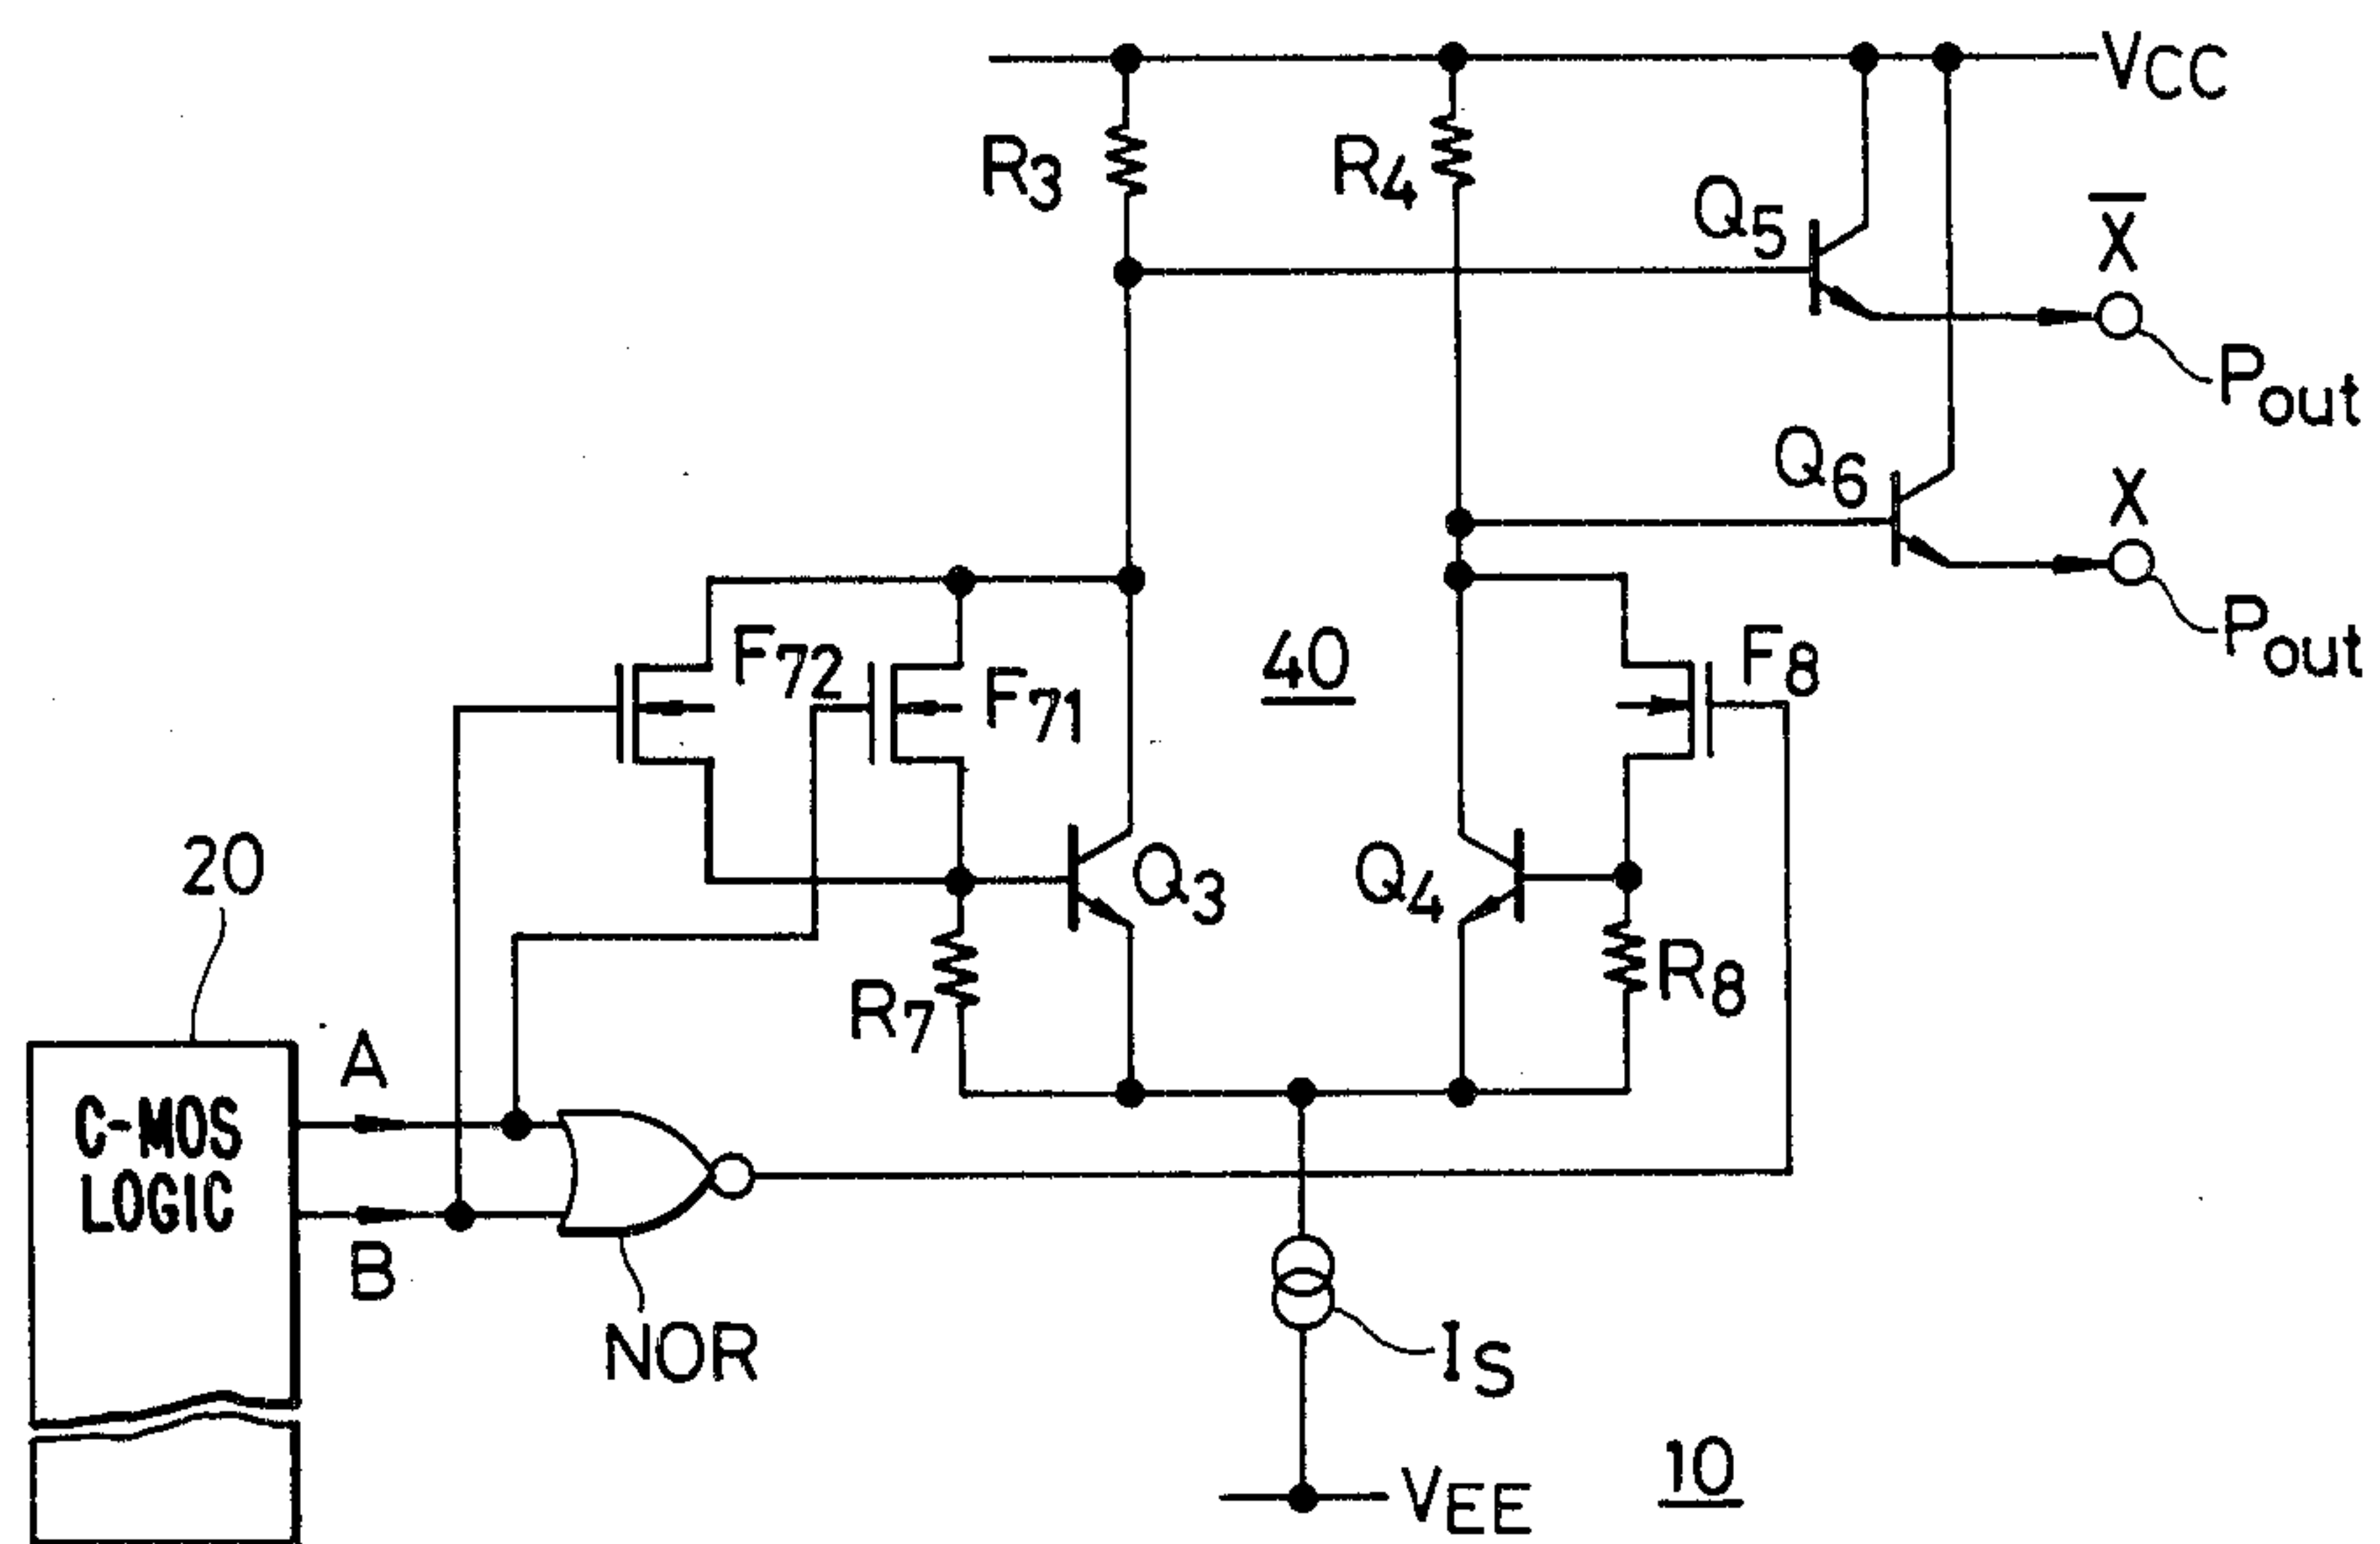 VCC
R3
R4
Q5
X̅
Pout
Q6
X
Pout
F72
F71
40
F8
20
Q3
Q4
R7
R8
A
C-MOS
LOGIC
B
NOR
IS
10
VEE